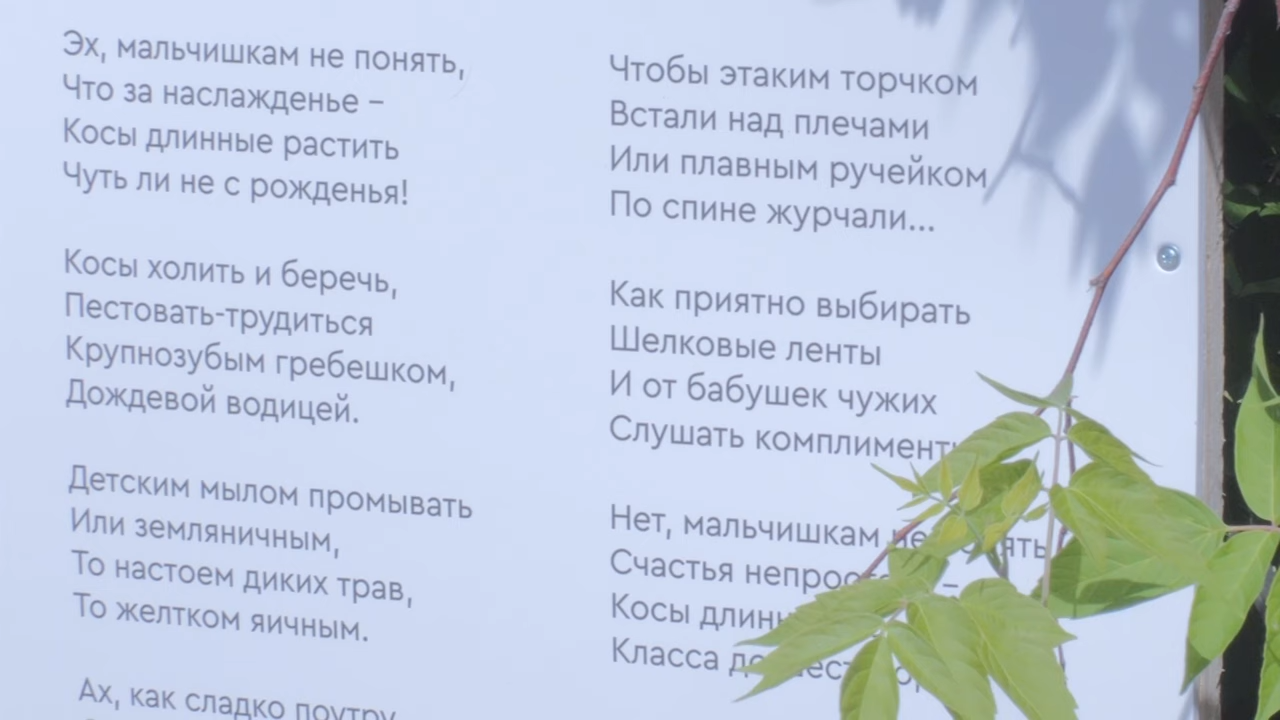 Эх, мальчишкам не понять,
Что за наслажденье –
Косы длинные растить
Чуть ли не с рожденья!
Косы холить и беречь,
Пестовать-трудиться
Крупнозубым гребешком,
Дождевой водицей.
Детским мылом промывать
Или земляничным,
То настоем диких трав,
То желтком яичным.
Ах, как сладко поутру
Чтобы этаким торчком
Встали над плечами
Или плавным ручейком
По спине журчали...
Как приятно выбирать
Шелковые ленты
И от бабушек чужих
Слушать комплименты
Нет, мальчишкам не понять
Счастья –
Косы
Класса